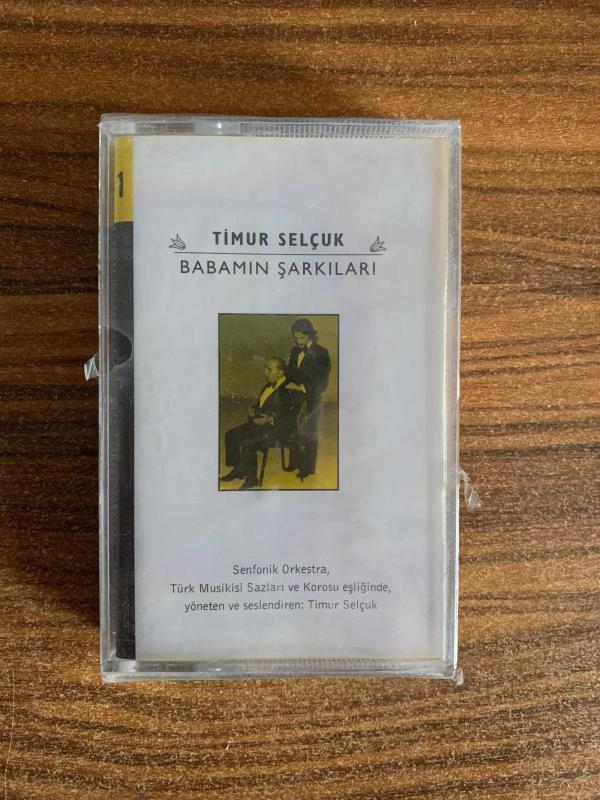 1
TİMUR SELÇUK
BABAMIN ŞARKILARI
Senfonik Orkestra,
Türk Musikisi Sazları ve Korosu eşliğinde,
yöneten ve seslendiren: Timur Selçuk